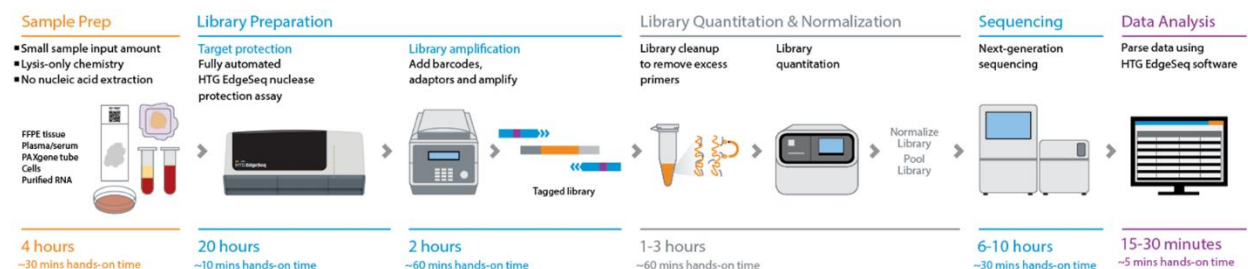 Sample Prep
▪Small sample input amount
▪Lysis-only chemistry
▪No nucleic acid extraction
FFPE tissue
Plasma/serum
PAXgene tube
Cells
Purified RNA
4 hours
~30 mins hands-on time
Library Preparation
Target protection
Fully automated
HTG EdgeSeq nuclease
protection assay
HTG EdgeSeq
20 hours
~10 mins hands-on time
Library amplification
Add barcodes,
adaptors and amplify
Tagged library
2 hours
~60 mins hands-on time
Library Quantitation & Normalization
Library cleanup
to remove excess
primers
Library
quantitation
Normalize
Library
Pool
Library
1-3 hours
~60 mins hands-on time
Sequencing
Next-generation
sequencing
6-10 hours
~30 mins hands-on time
Data Analysis
Parse data using
HTG EdgeSeq software
15-30 minutes
~5 mins hands-on time